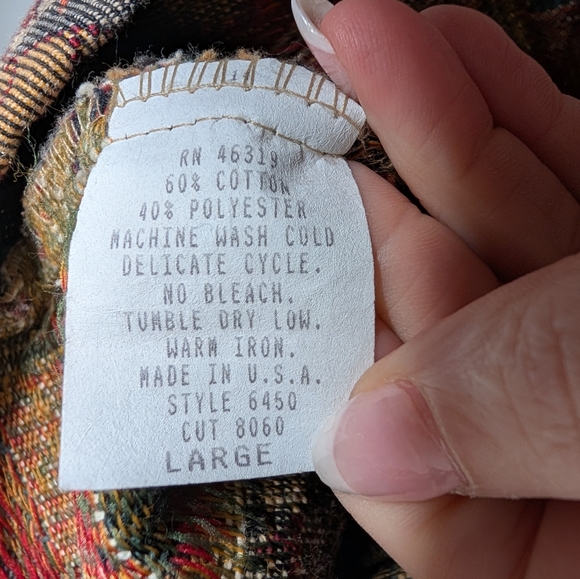 RN 46319
60% COTTON
40% POLYESTER
MACHINE WASH COLD
DELICATE CYCLE.
NO BLEACH.
TUMBLE DRY LOW.
WARM IRON.
MADE IN U.S.A.
STYLE 6450
CUT 8060
LARGE